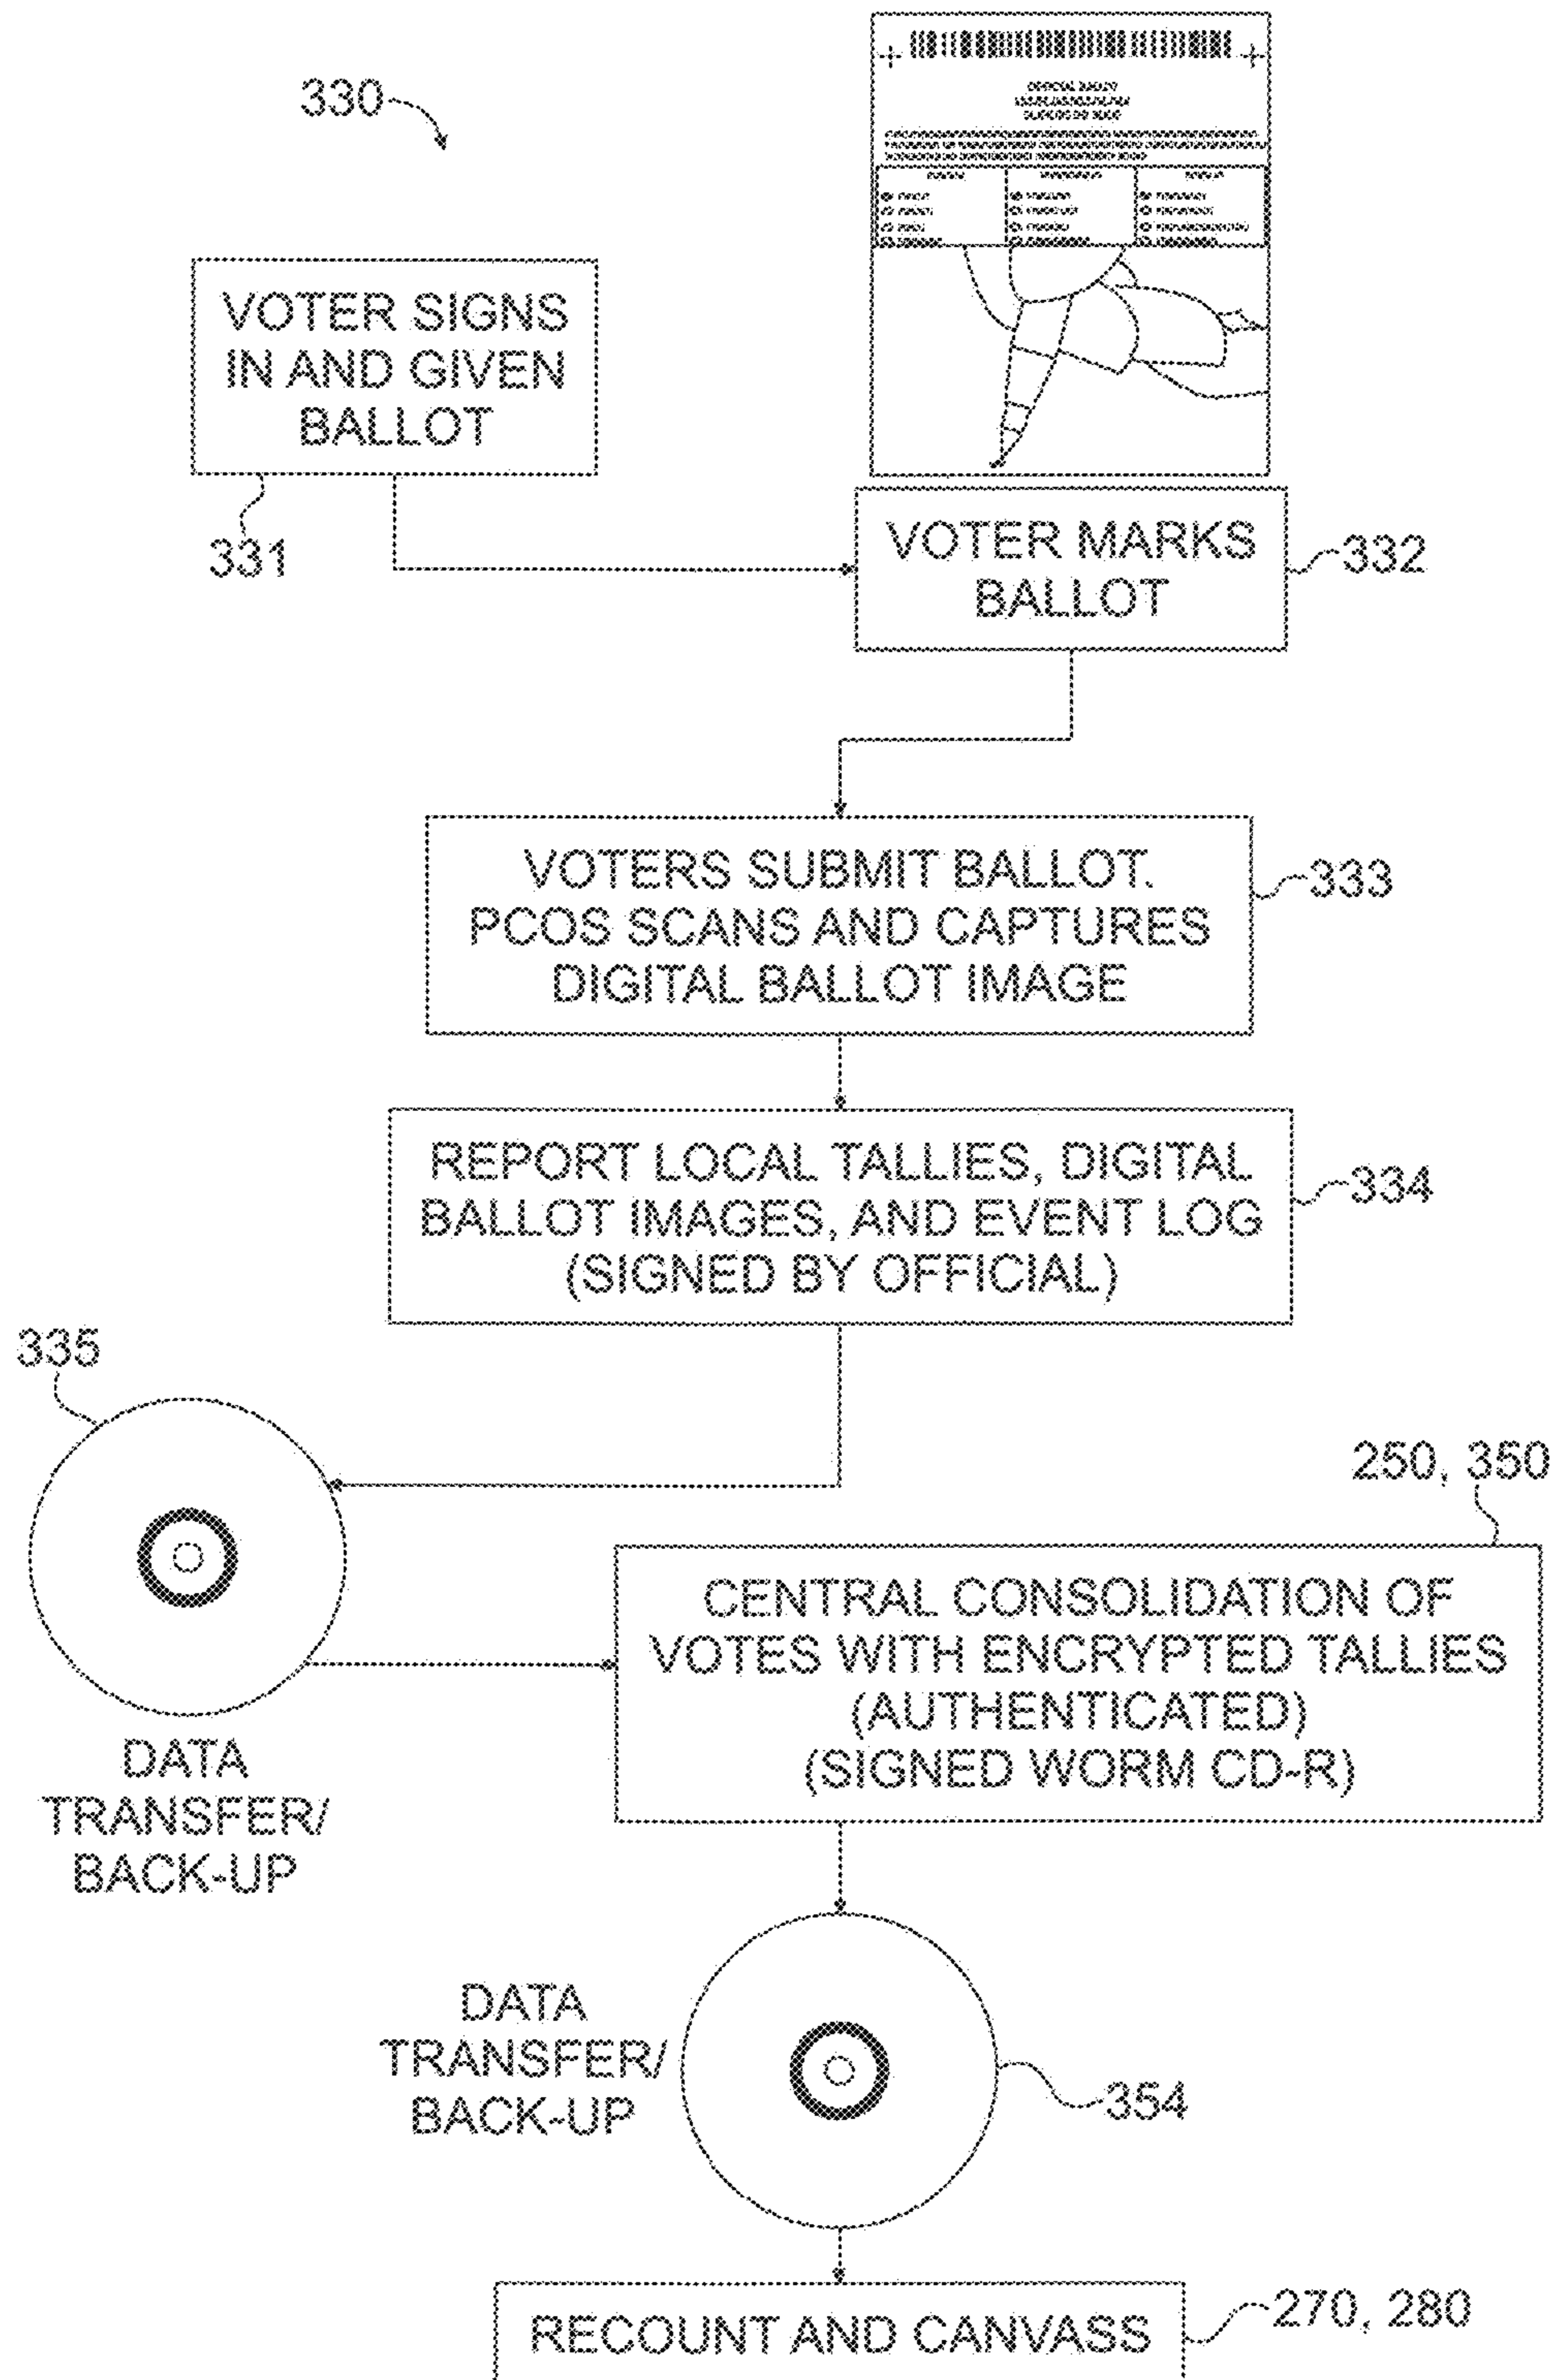 330
OFFICIAL BALLOT
VOTER SIGNS
IN AND GIVEN
BALLOT
331
VOTER MARKS
BALLOT
332
VOTERS SUBMIT BALLOT.
PCOS SCANS AND CAPTURES
DIGITAL BALLOT IMAGE
333
REPORT LOCAL TALLIES, DIGITAL
BALLOT IMAGES, AND EVENT LOG
(SIGNED BY OFFICIAL)
334
335
DATA
TRANSFER/
BACK-UP
250, 350
CENTRAL CONSOLIDATION OF
VOTES WITH ENCRYPTED TALLIES
(AUTHENTICATED)
(SIGNED WORM CD-R)
DATA
TRANSFER/
BACK-UP
354
RECOUNT AND CANVASS
270, 280